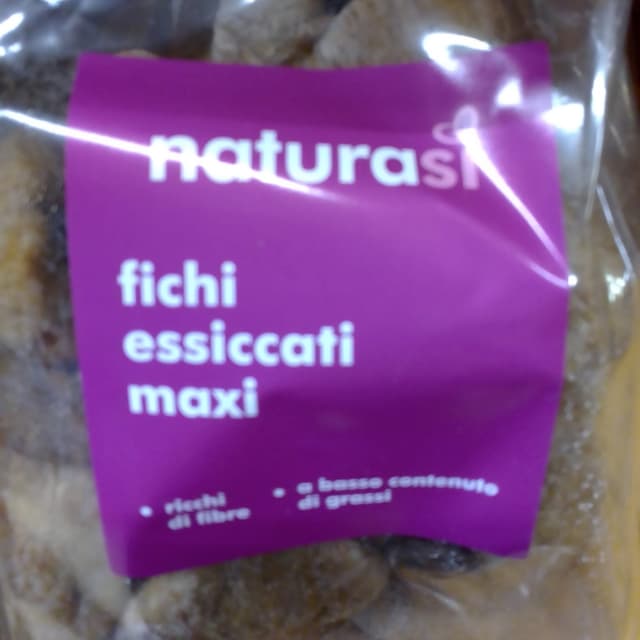 naturasì
fichi
essiccati
maxi
• ricchi
di fibre
• a basso contenuto
di grassi